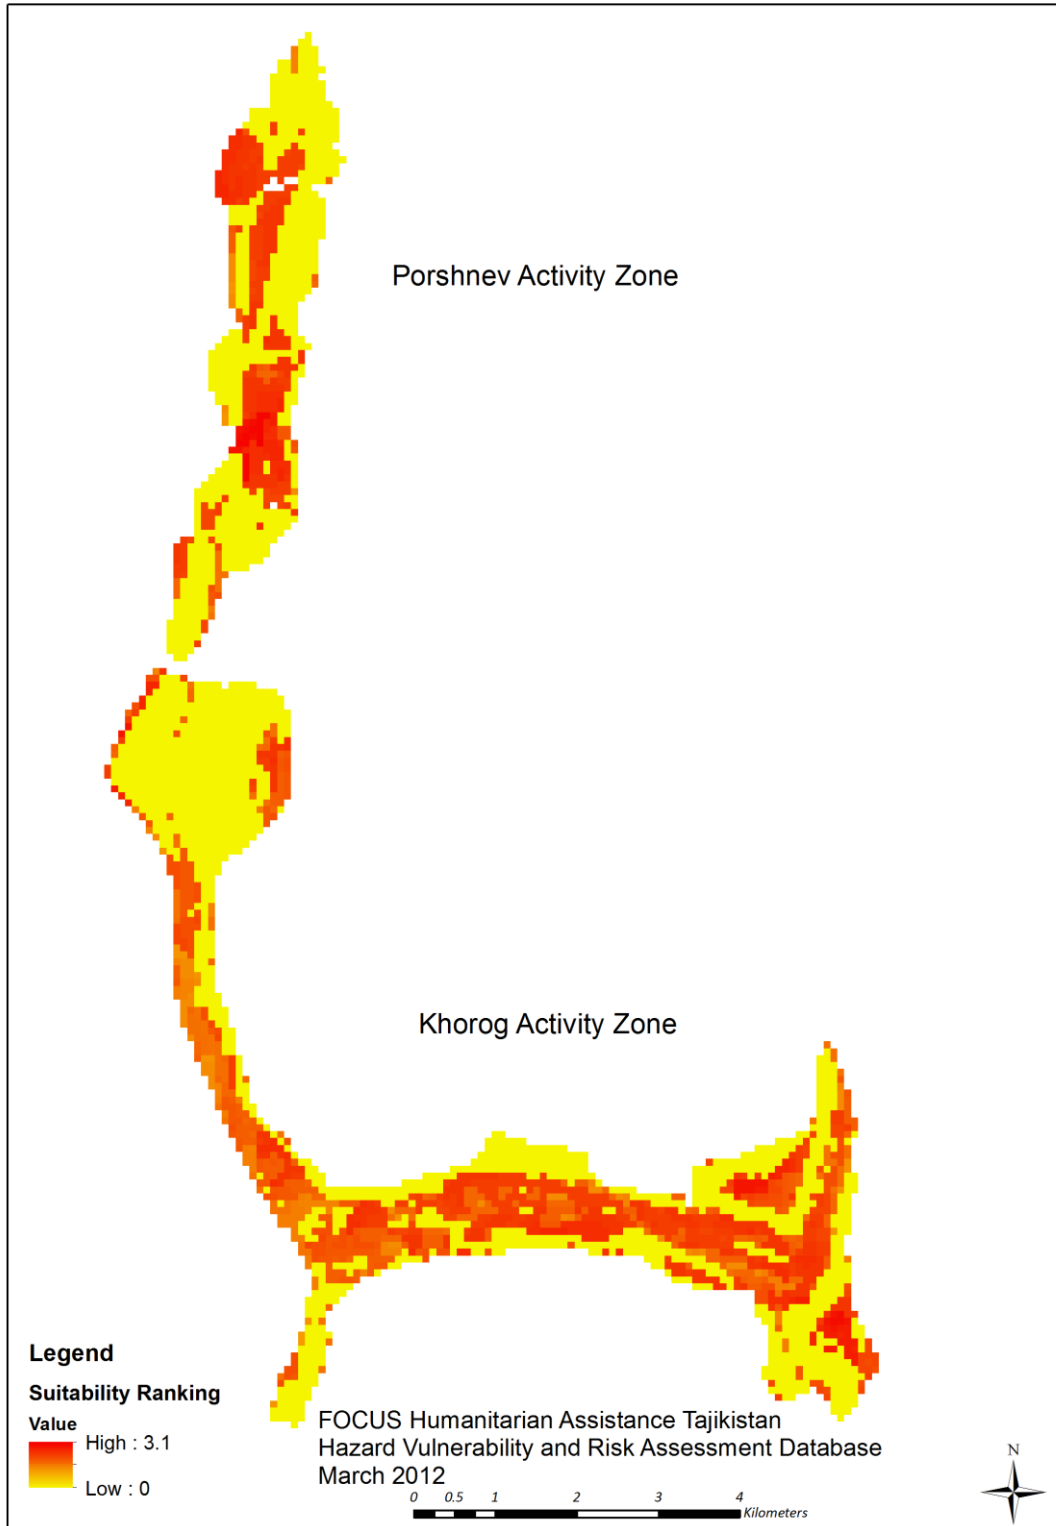 Porshnev Activity Zone
Khorog Activity Zone
Legend
Suitability Ranking
Value
High : 3.1
Low : 0
FOCUS Humanitarian Assistance Tajikistan
Hazard Vulnerability and Risk Assessment Database
March 2012
0 0.5 1 2 3 4
Kilometers
N